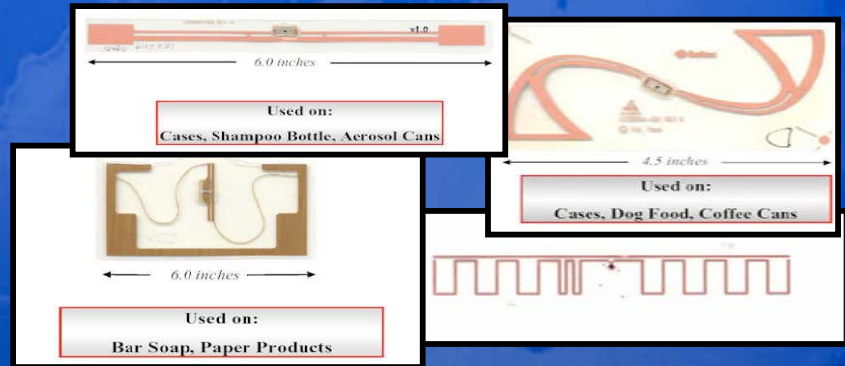 v1.0
6.0 inches
Used on:
Cases, Shampoo Bottle, Aerosol Cans
4.5 inches
Used on:
Cases, Dog Food, Coffee Cans
6.0 inches
Used on:
Bar Soap, Paper Products